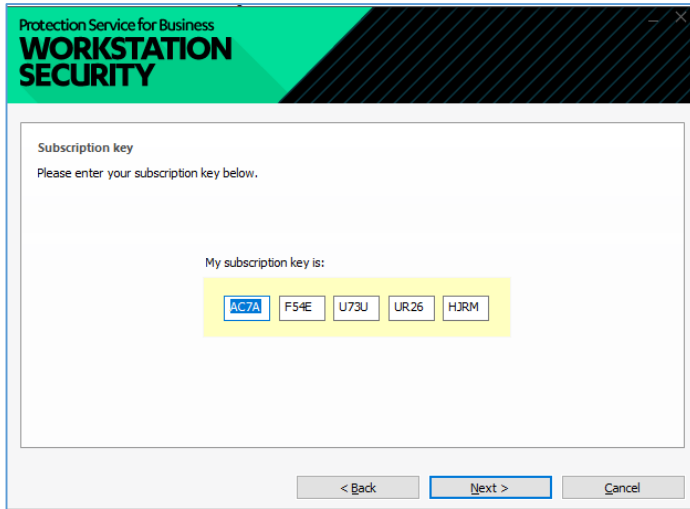 Protection Service for Business
WORKSTATION
SECURITY
Subscription key
Please enter your subscription key below.
My subscription key is:
AC7A F54E U73U UR26 HJRM
< Back Next > Cancel